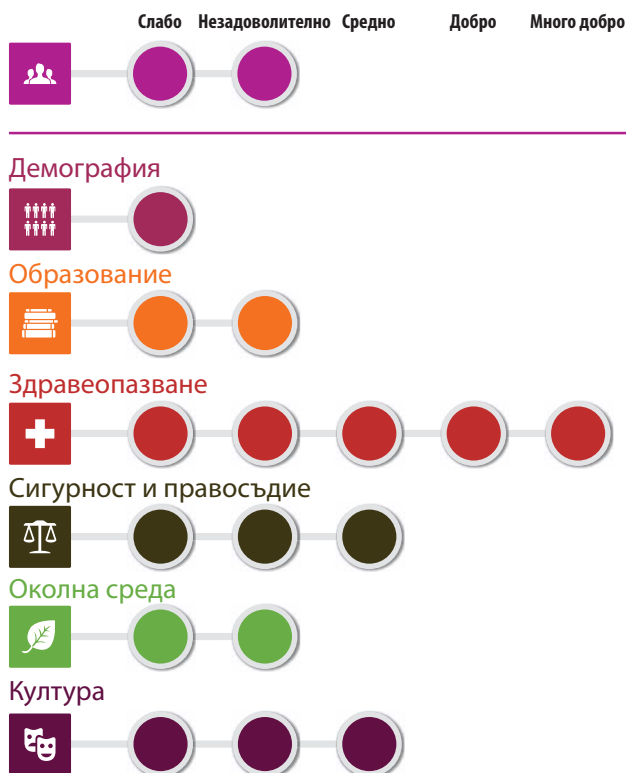 Слабо Незадоволително Средно Добро Много добро
Демография
Образование
Здравеопазване
Сигурност и правосъдие
Околна среда
Култура